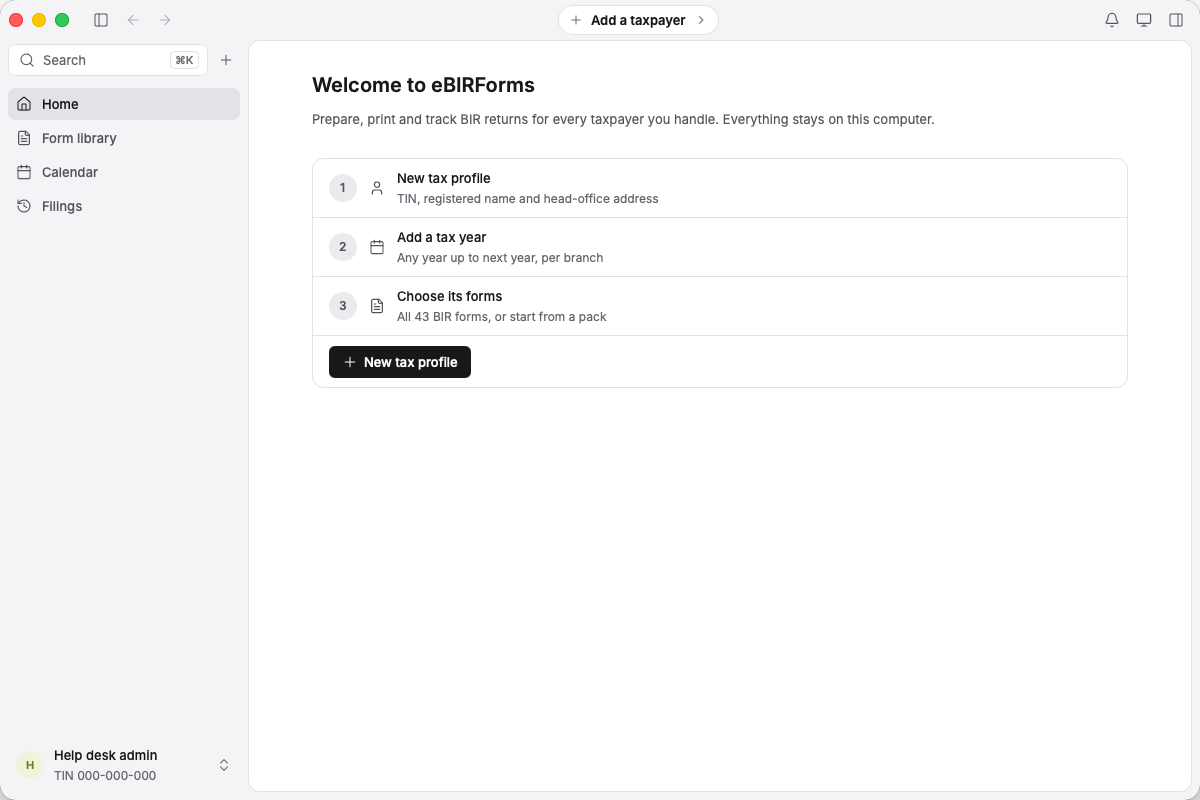 Add a taxpayer
Search
⌘K
Home
Form library
Calendar
Filings
Welcome to eBIRForms
Prepare, print and track BIR returns for every taxpayer you handle. Everything stays on this computer.
1
New tax profile
TIN, registered name and head-office address
2
Add a tax year
Any year up to next year, per branch
3
Choose its forms
All 43 BIR forms, or start from a pack
New tax profile
H
Help desk admin
TIN 000-000-000